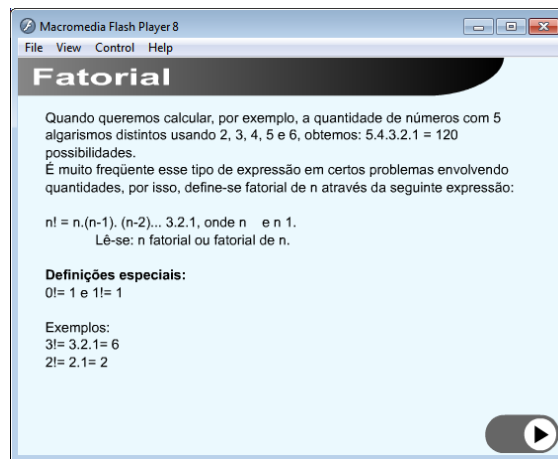 Macromedia Flash Player 8
File View Control Help
Fatorial
Quando queremos calcular, por exemplo, a quantidade de números com 5
algarismos distintos usando 2, 3, 4, 5 e 6, obtemos: 5.4.3.2.1 = 120
possibilidades.
É muito freqüente esse tipo de expressão em certos problemas envolvendo
quantidades, por isso, define-se fatorial de n através da seguinte expressão:
n! = n.(n-1). (n-2)... 3.2.1, onde n e n 1.
Lê-se: n fatorial ou fatorial de n.
Definições especiais:
0!= 1 e 1!= 1
Exemplos:
3!= 3.2.1= 6
2!= 2.1= 2